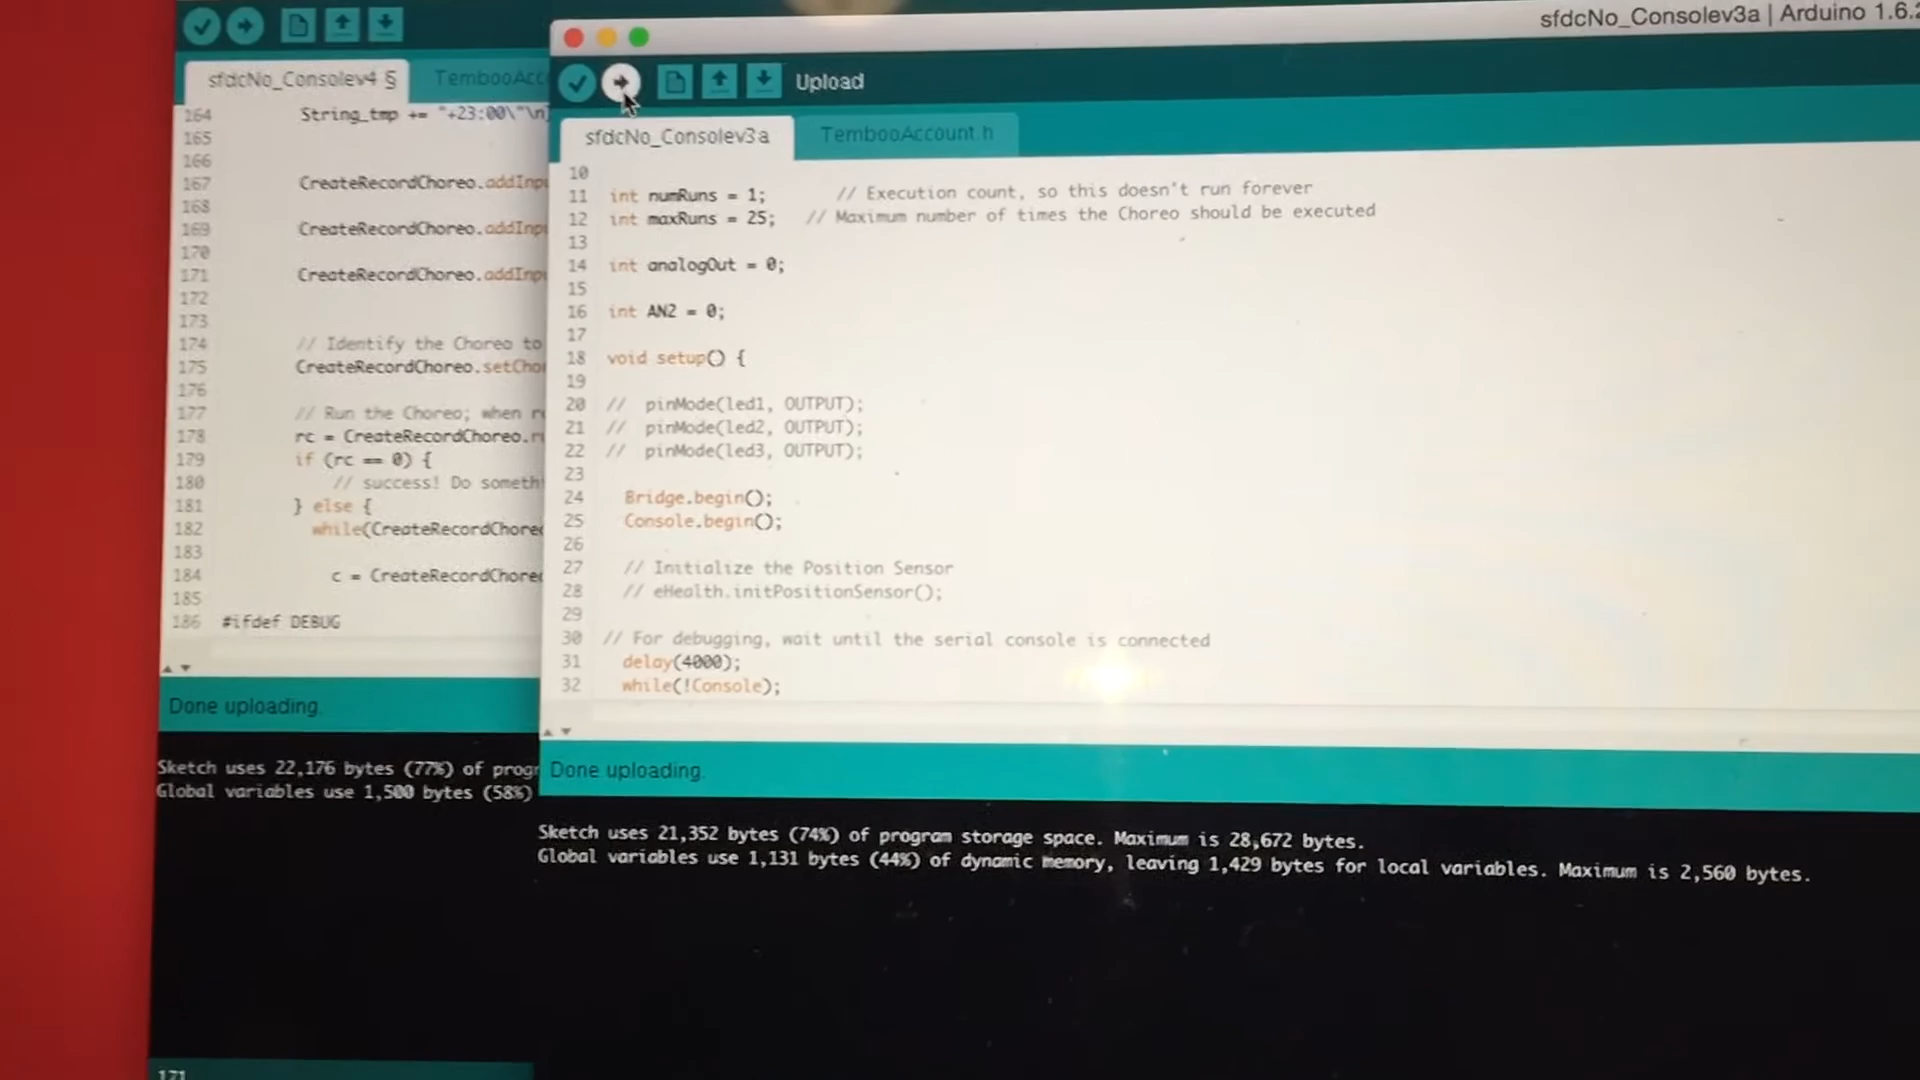 sfdcNo_Consolev3a | Arduino 1.6.
Upload
sfdcNo_Consolev4 §
TembooAcc
sfdcNo_Consolev3a
TembooAccount.h
164 String_tmp += "+23:00\"\n
165
166
167 CreateRecordChoreo.addInp
168
169 CreateRecordChoreo.addInp
170
171 CreateRecordChoreo.addInp
172
173
174 // Identify the Choreo to
175 CreateRecordChoreo.setCho
176
177 // Run the Choreo; when r
178 rc = CreateRecordChoreo.r
179 if (rc == 0) {
180 // success! Do someth
181 } else {
182 while(CreateRecordChore
183
184 c = CreateRecordChore
185
186 #ifdef DEBUG
Done uploading.
Sketch uses 22,176 bytes (77%) of progr
Global variables use 1,500 bytes (58%)
171
10
11 int numRuns = 1; // Execution count, so this doesn't run forever
12 int maxRuns = 25; // Maximum number of times the Choreo should be executed
13
14 int analogOut = 0;
15
16 int AN2 = 0;
17
18 void setup() {
19
20 // pinMode(led1, OUTPUT);
21 // pinMode(led2, OUTPUT);
22 // pinMode(led3, OUTPUT);
23
24 Bridge.begin();
25 Console.begin();
26
27 // Initialize the Position Sensor
28 // eHealth.initPositionSensor();
29
30 // For debugging, wait until the serial console is connected
31 delay(4000);
32 while(!Console);
Done uploading.
Sketch uses 21,352 bytes (74%) of program storage space. Maximum is 28,672 bytes.
Global variables use 1,131 bytes (44%) of dynamic memory, leaving 1,429 bytes for local variables. Maximum is 2,560 bytes.